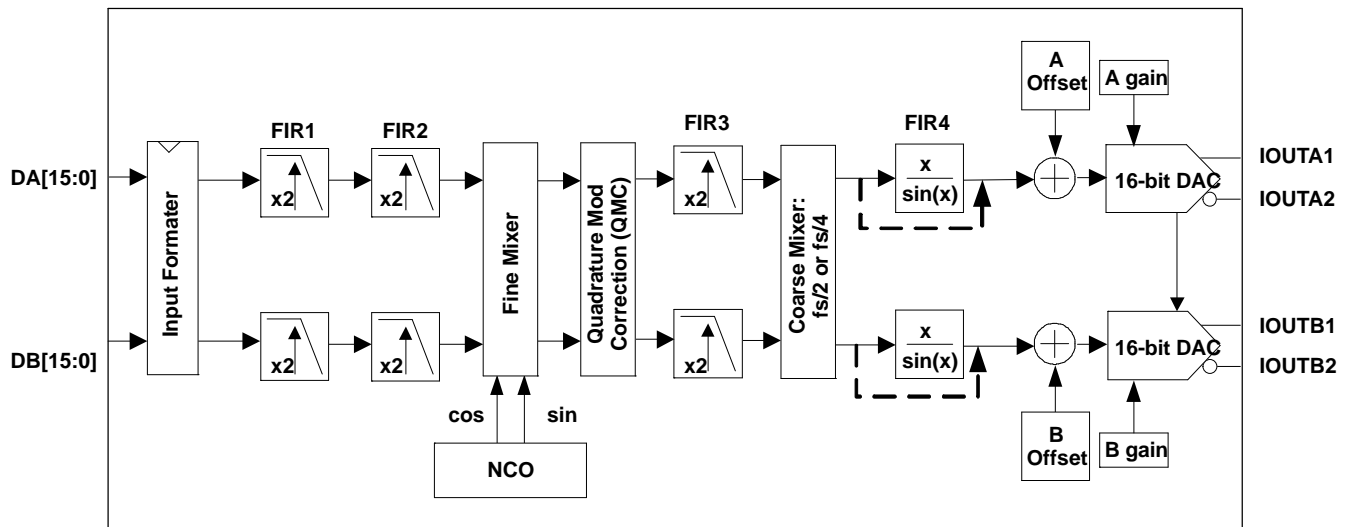 A
Offset
A gain
FIR1
FIR2
FIR3
FIR4
DA[15:0]
x2
x2
x2
x
sin(x)
16-bit DAC
IOUTA1
IOUTA2
Input Formater
Fine Mixer
Quadrature Mod
Correction (QMC)
Coarse Mixer:
fs/2 or fs/4
DB[15:0]
x2
x2
x2
x
sin(x)
16-bit DAC
IOUTB1
IOUTB2
cos
sin
NCO
B
Offset
B gain